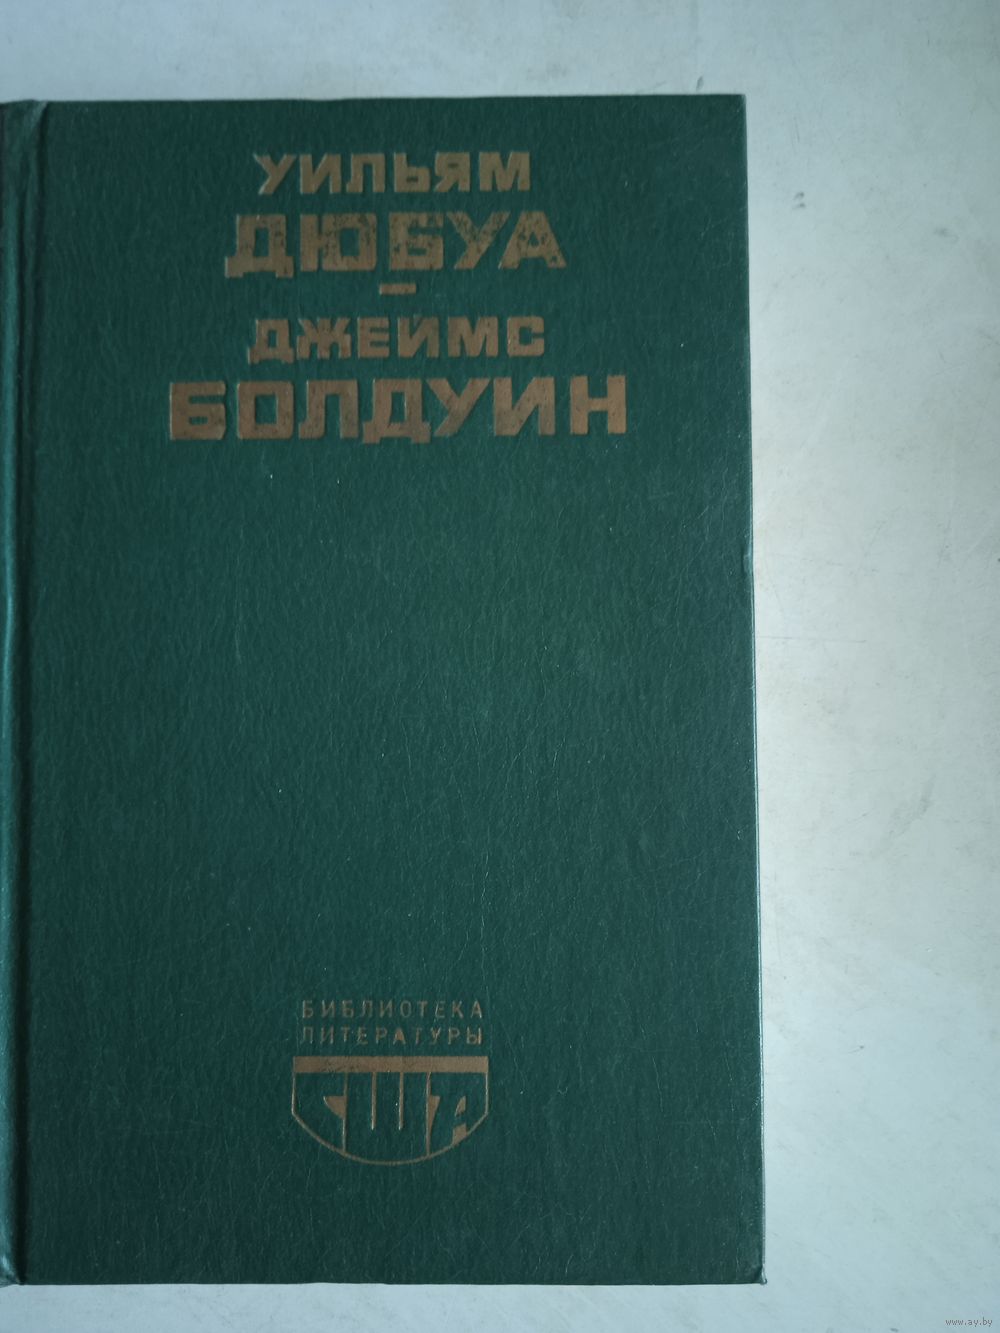 УИЛЬЯМ
ДЮБУА
–
ДЖЕЙМС
БОЛДУИН
БИБЛИОТЕКА
ЛИТЕРАТУРЫ
США
www.ay.by